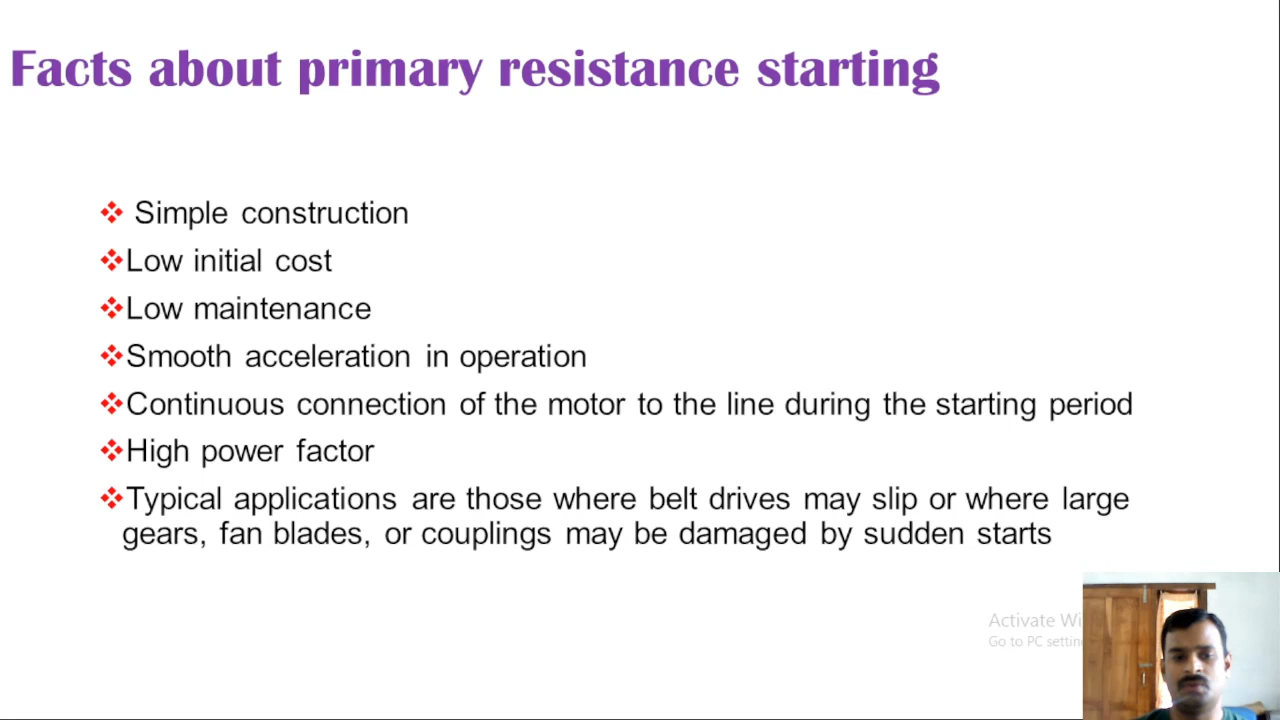 Facts about primary resistance starting
Simple construction
Low initial cost
Low maintenance
Smooth acceleration in operation
Continuous connection of the motor to the line during the starting period
High power factor
Typical applications are those where belt drives may slip or where large
gears, fan blades, or couplings may be damaged by sudden starts
Activate Wi
Go to PC settin